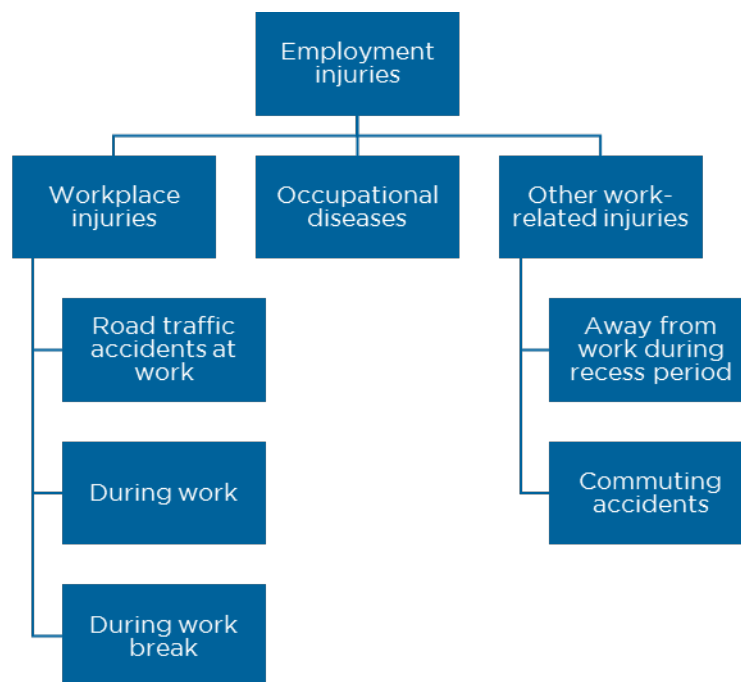 Employment
injuries
Workplace
injuries
Occupational
diseases
Other work-
related injuries
Road traffic
accidents at
work
Away from
work during
recess period
During work
Commuting
accidents
During work
break